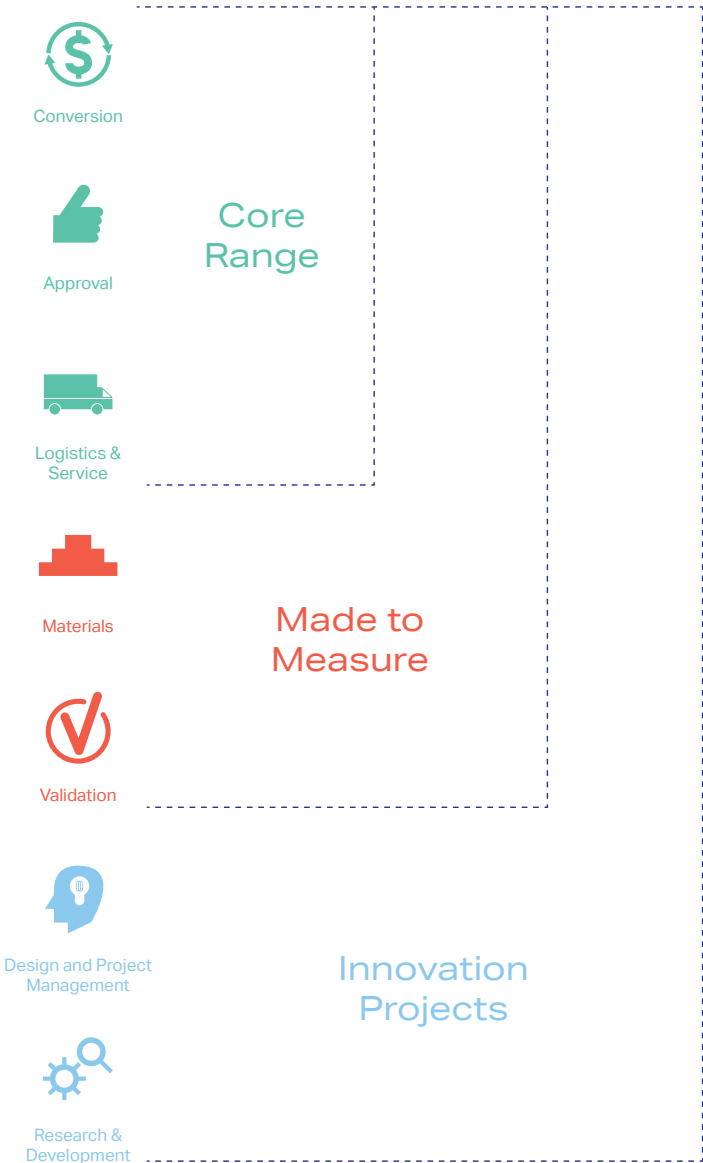 Conversion
Core
Range
Approval
Logistics &
Service
Made to
Measure
Materials
Validation
Innovation
Projects
Design and Project
Management
Research &
Development